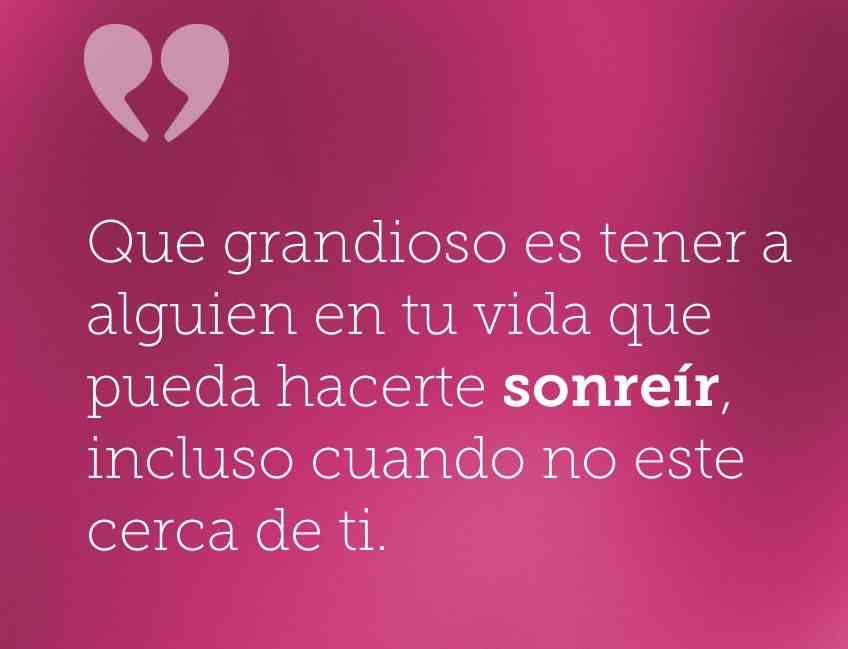 Que grandioso es tener a
alguien en tu vida que
pueda hacerte sonreír,
incluso cuando no este
cerca de ti.